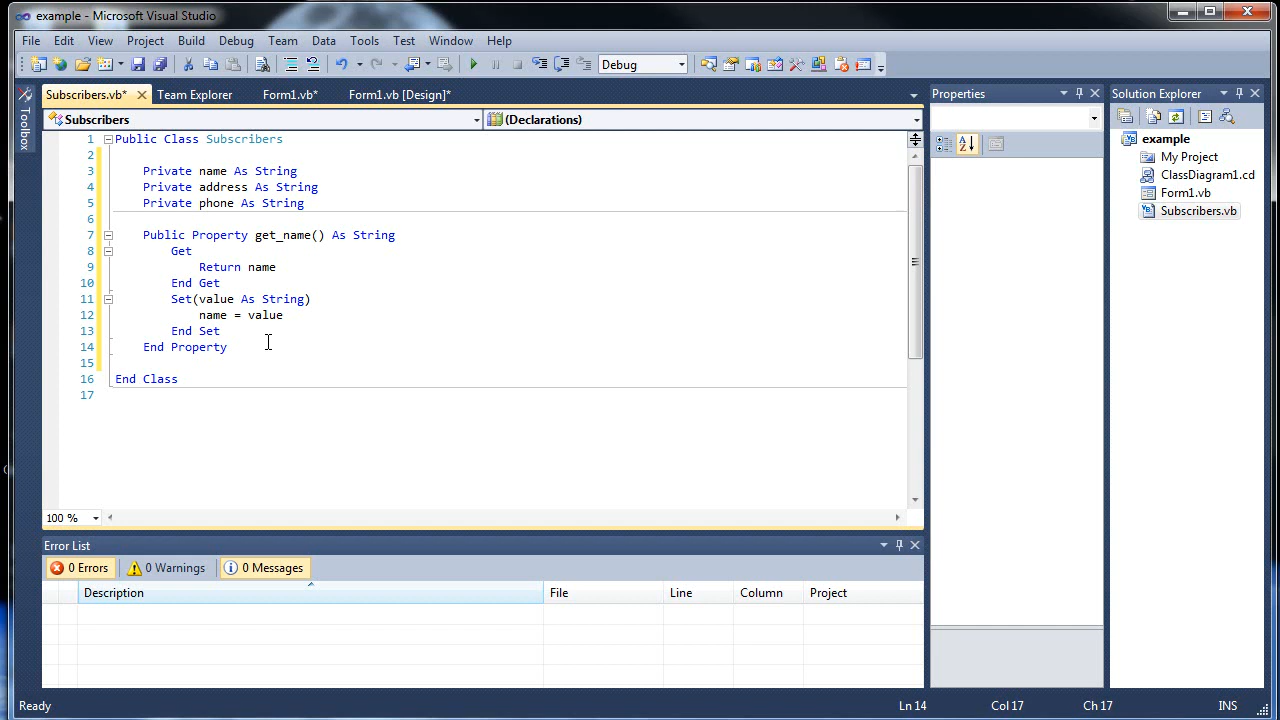 example - Microsoft Visual Studio
File Edit View Project Build Debug Team Data Tools Test Window Help
Debug
Subscribers.vb* Team Explorer Form1.vb* Form1.vb [Design]*
Properties
Solution Explorer
Toolbox
Subscribers
(Declarations)
1 Public Class Subscribers
2
3 Private name As String
4 Private address As String
5 Private phone As String
6
7 Public Property get_name() As String
8 Get
9 Return name
10 End Get
11 Set(value As String)
12 name = value
13 End Set
14 End Property
15
16 End Class
17
100 %
example
My Project
ClassDiagram1.cd
Form1.vb
Subscribers.vb
Error List
0 Errors 0 Warnings 0 Messages
Description File Line Column Project
Ready Ln 14 Col 17 Ch 17 INS